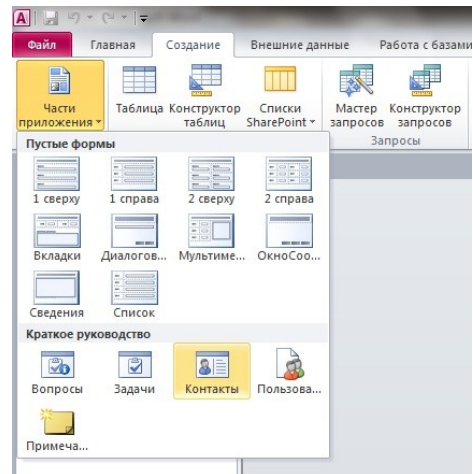 A
Файл Главная Создание Внешние данные Работа с базами
Части приложения Таблица Конструктор таблиц Списки SharePoint Мастер запросов Конструктор запросов
Запросы
Пустые формы
1 сверху 1 справа 2 сверху 2 справа
Вкладки Диалогов... Мультиме... ОкноСоо...
Сведения Список
Краткое руководство
Вопросы Задачи Контакты Пользова...
Примеча...